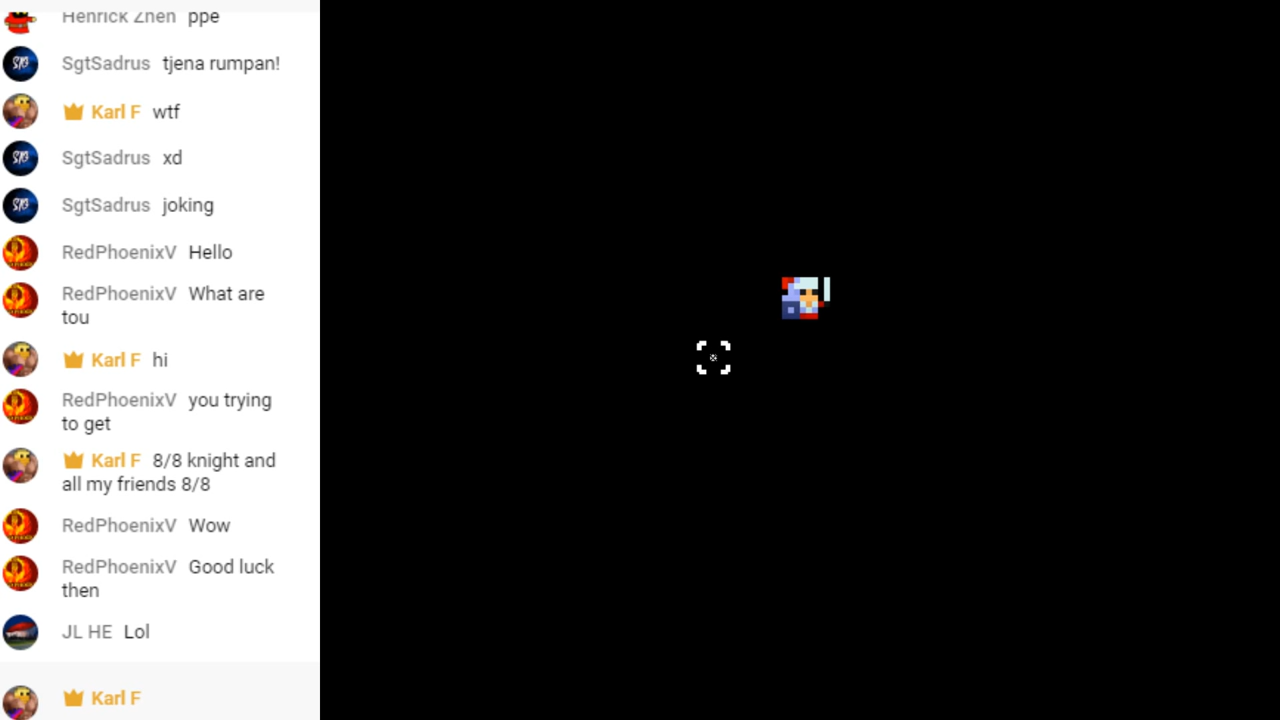 Henrick Zhen ppe
SgtSadrus tjena rumpan!
Karl F wtf
SgtSadrus xd
SgtSadrus joking
RedPhoenixV Hello
RedPhoenixV What are
tou
Karl F hi
RedPhoenixV you trying
to get
Karl F 8/8 knight and
all my friends 8/8
RedPhoenixV Wow
RedPhoenixV Good luck
then
JL HE Lol
Karl F